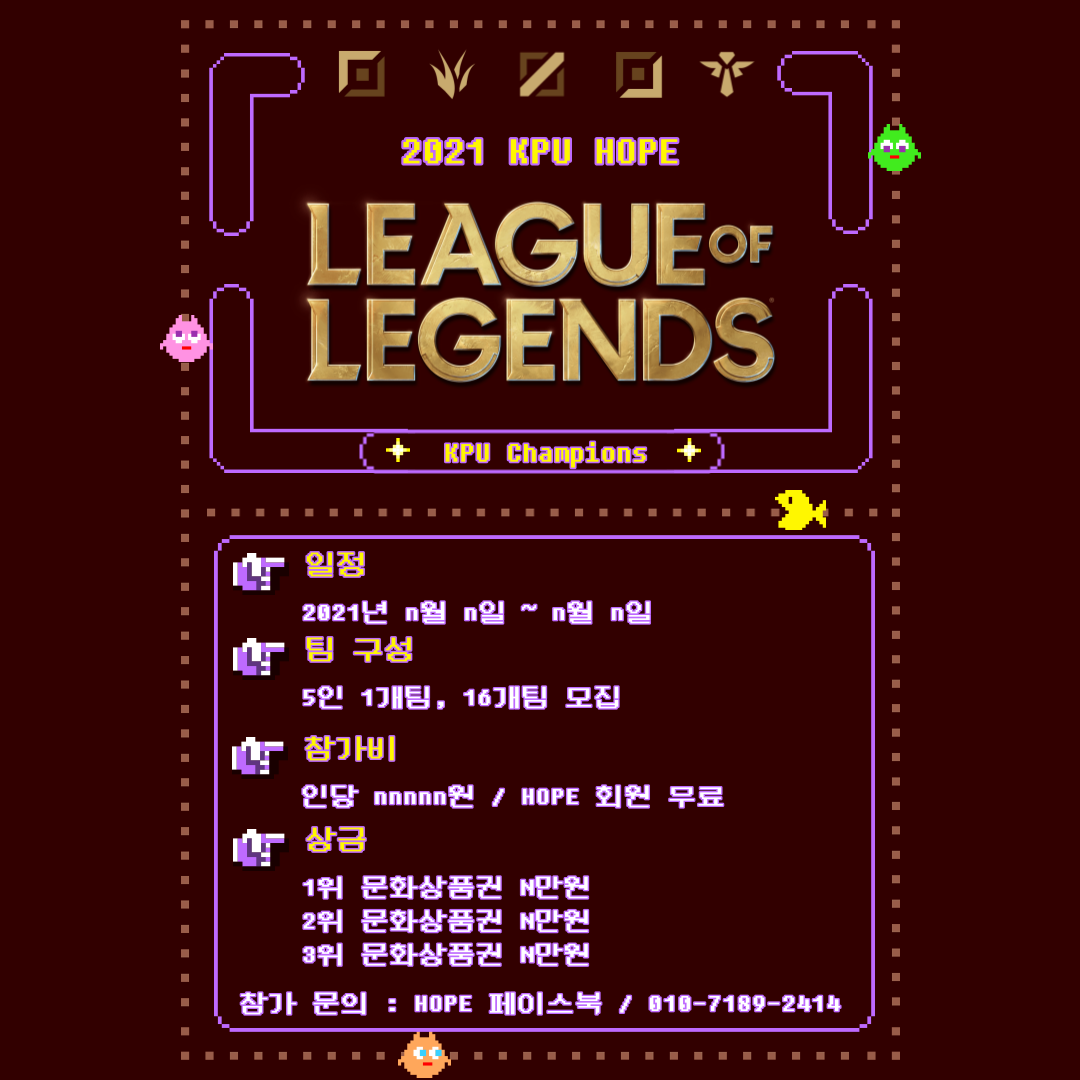 2021 KPU HOPE
LEAGUE OF
LEGENDS
KPU Champions
일정
2021년 n월 n일 ~ n월 n일
팀 구성
5인 1개팀, 16개팀 모집
참가비
인당 nnnnn원 / HOPE 회원 무료
상금
1위 문화상품권 N만원
2위 문화상품권 N만원
3위 문화상품권 N만원
참가 문의 : HOPE 페이스북 / 010-7189-2414